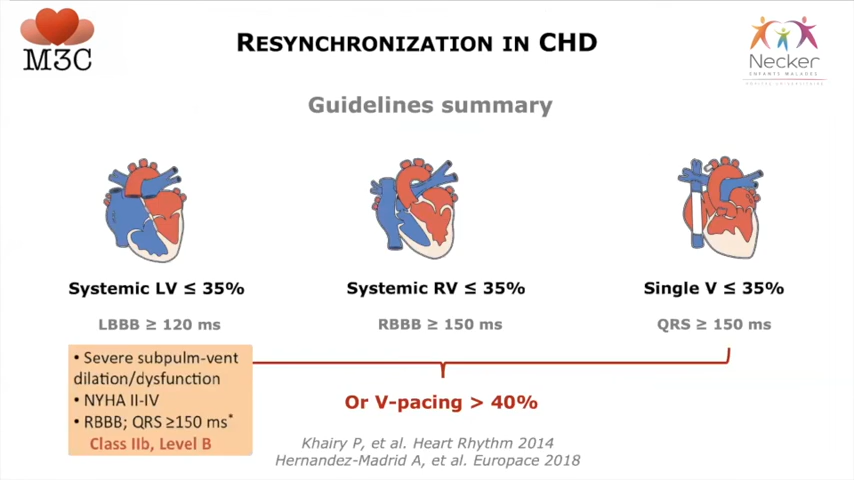 M3C
RESYNCHRONIZATION IN CHD
Necker
ENFANTS MALADES
HÔPITAL UNIVERSITAIRE
Guidelines summary
Systemic LV ≤ 35%
LBBB ≥ 120 ms
Systemic RV ≤ 35%
RBBB ≥ 150 ms
Single V ≤ 35%
QRS ≥ 150 ms
• Severe subpulm-vent
dilation/dysfunction
• NYHA II-IV
• RBBB; QRS ≥150 ms*
Class IIb, Level B
Or V-pacing > 40%
Khairy P, et al. Heart Rhythm 2014
Hernandez-Madrid A, et al. Europace 2018